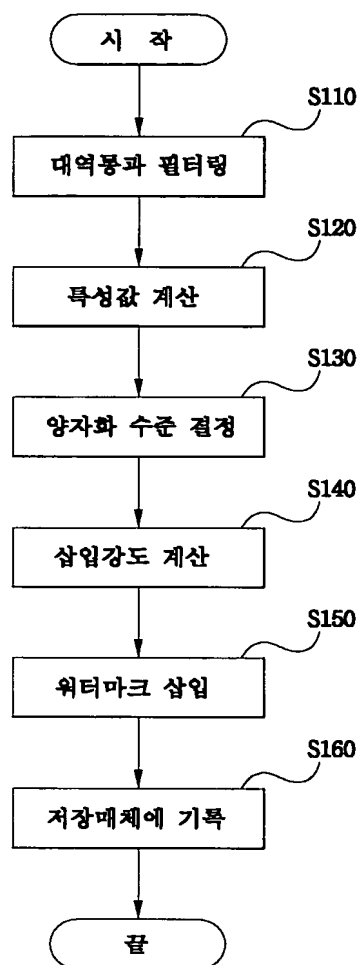 시 작
S110
대역통과 필터링
S120
특성값 계산
S130
양자화 수준 결정
S140
삽입강도 계산
S150
워터마크 삽입
S160
저장매체에 기록
끝